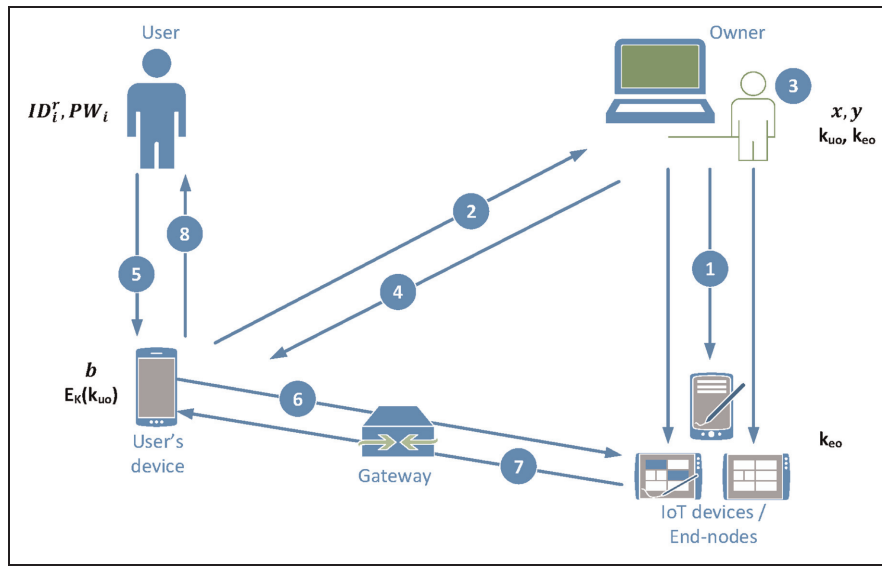 User
Owner
3
ID_i^r, PW_i
x, y
k_uo, k_eo
2
8
5
4
1
b
E_K(k_uo)
6
User's
device
Gateway
7
k_eo
IoT devices /
End-nodes